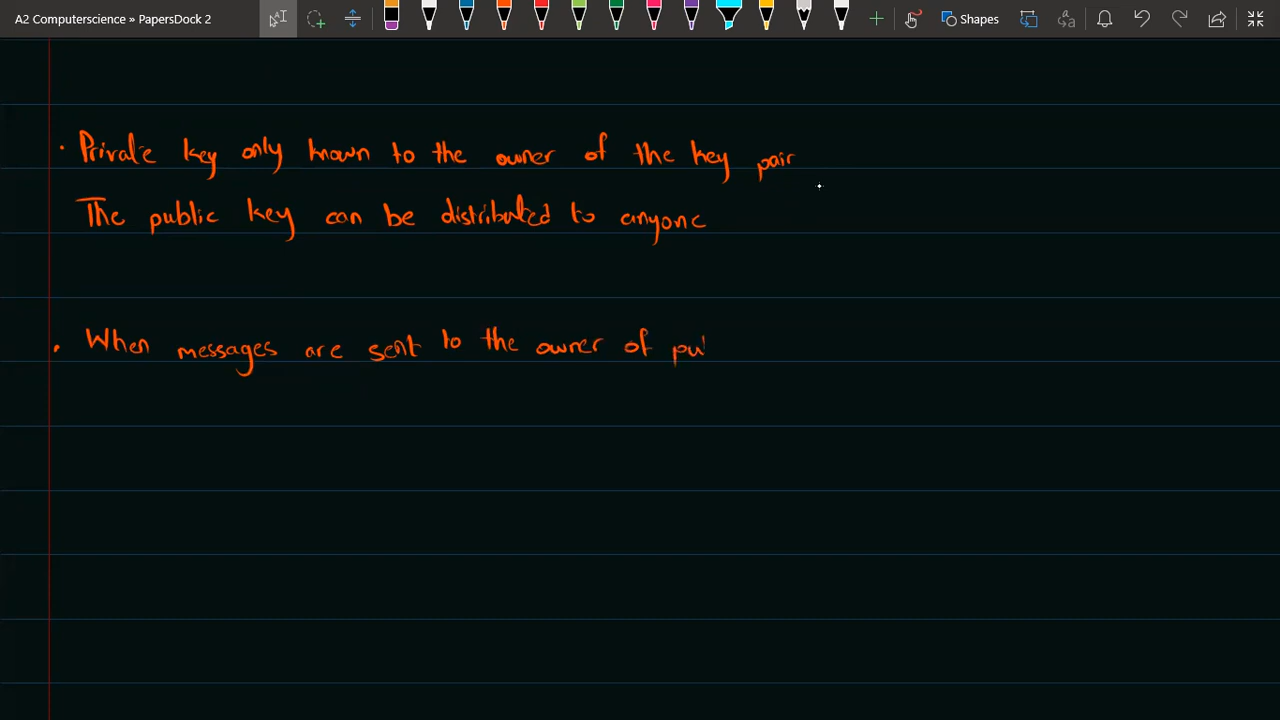 A2 Computerscience » PapersDock 2
Shapes
• Private key only known to the owner of the key pair
The public key can be distributed to anyone
• When messages are sent to the owner of pu